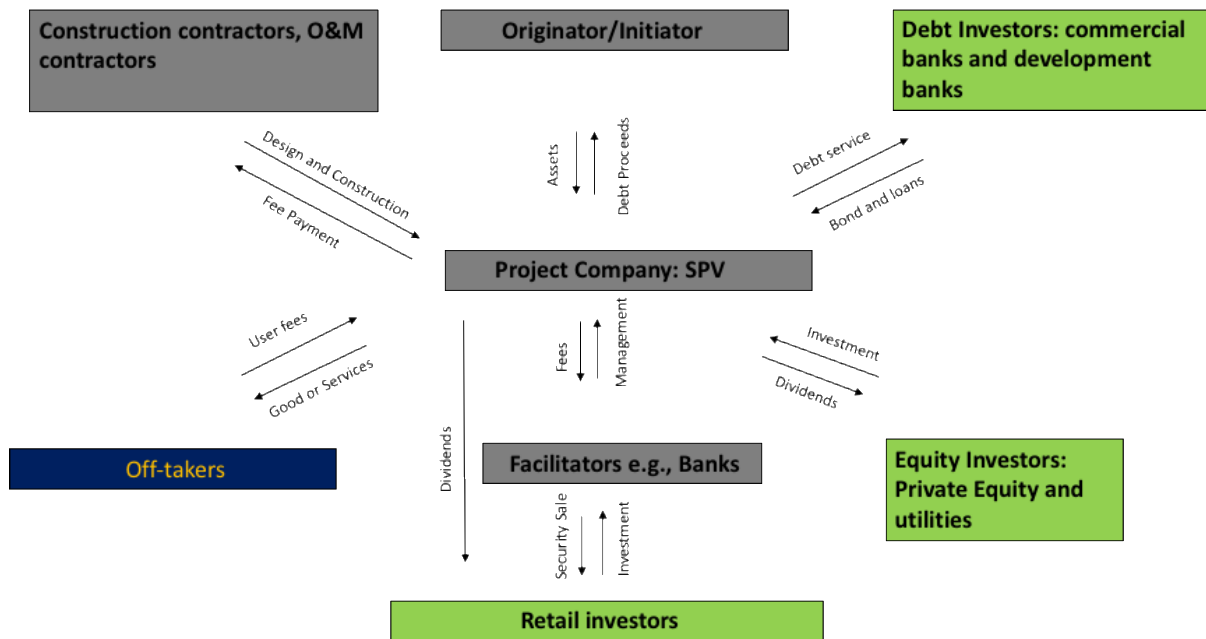 Construction contractors, O&M
contractors
Originator/Initiator
Debt Investors: commercial
banks and development
banks
Design and Construction
Fee Payment
Assets
Debt Proceeds
Debt service
Bond and loans
Project Company: SPV
User fees
Good or Services
Dividends
Fees
Management
Investment
Dividends
Off-takers
Facilitators e.g., Banks
Equity Investors:
Private Equity and
utilities
Security Sale
Investment
Retail investors